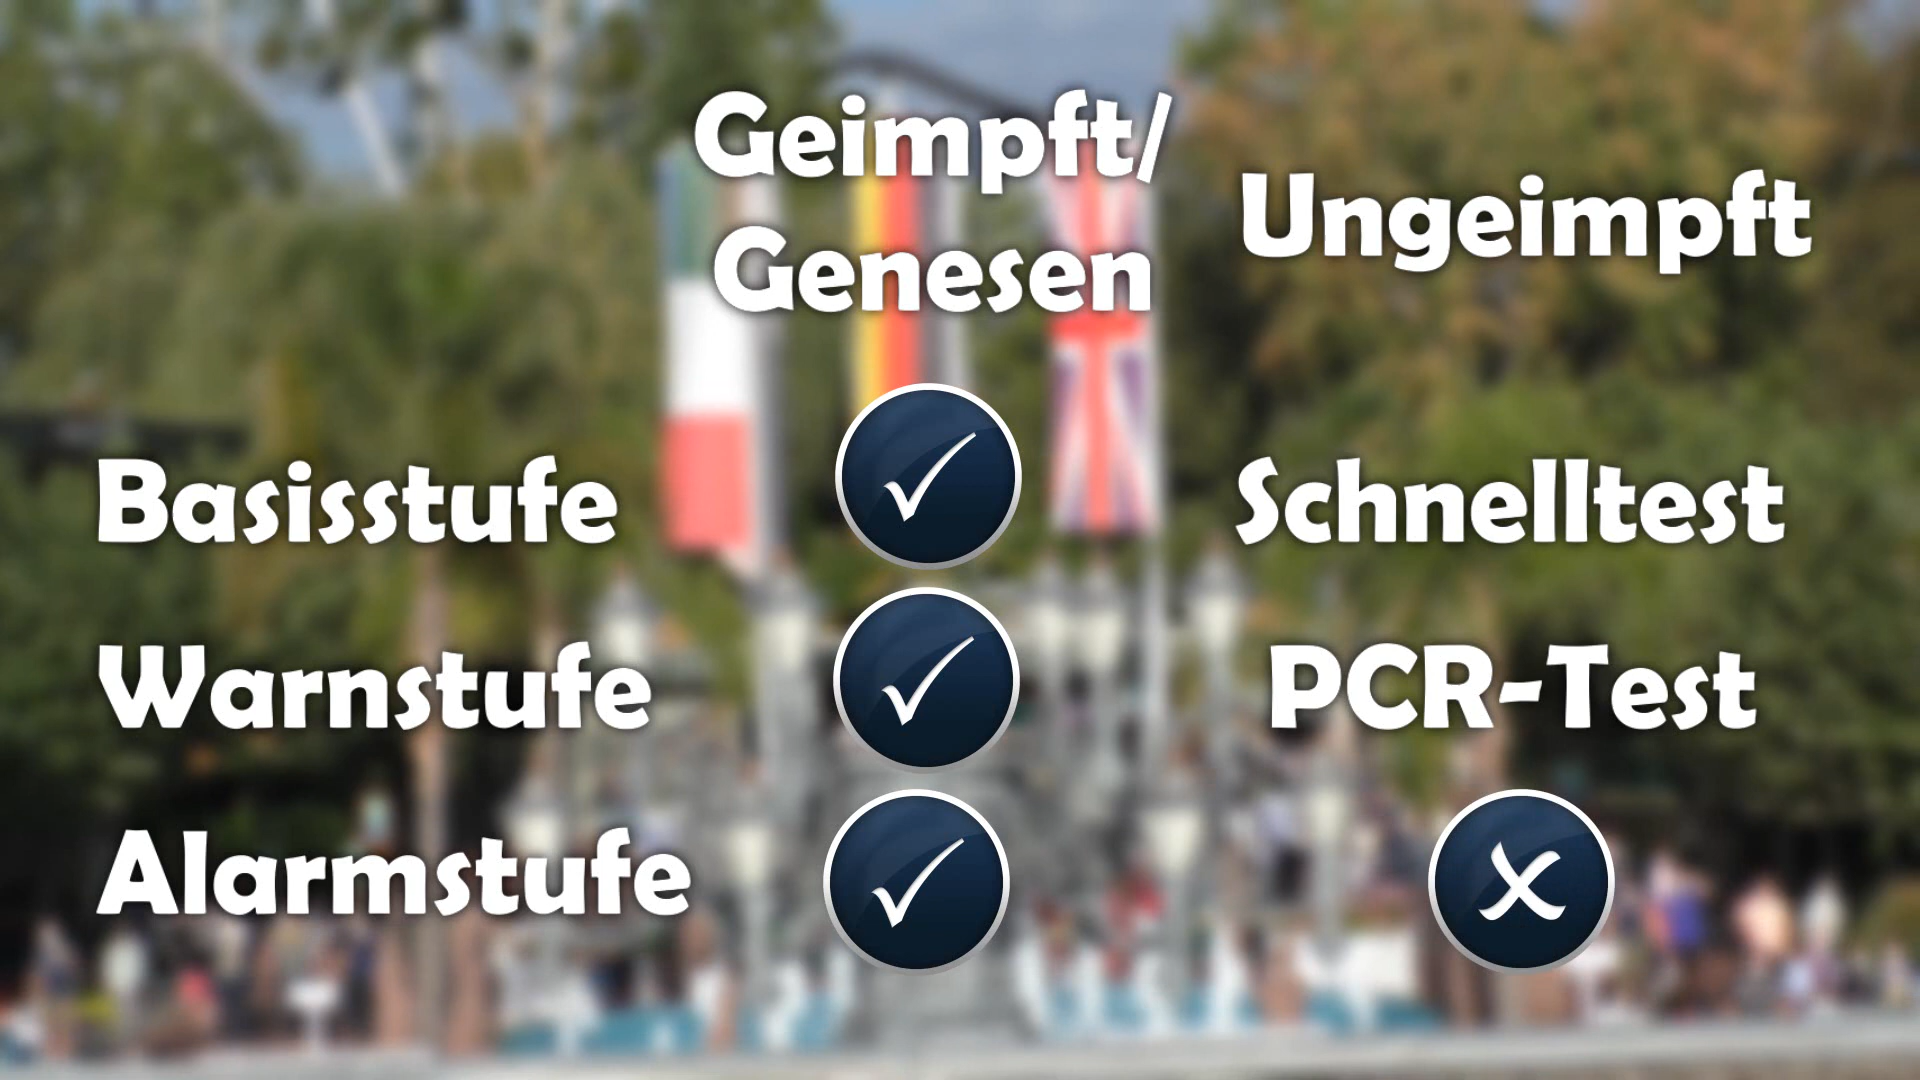 Geimpft/
Genesen
Ungeimpft
Basisstufe
Schnelltest
Warnstufe
PCR-Test
Alarmstufe